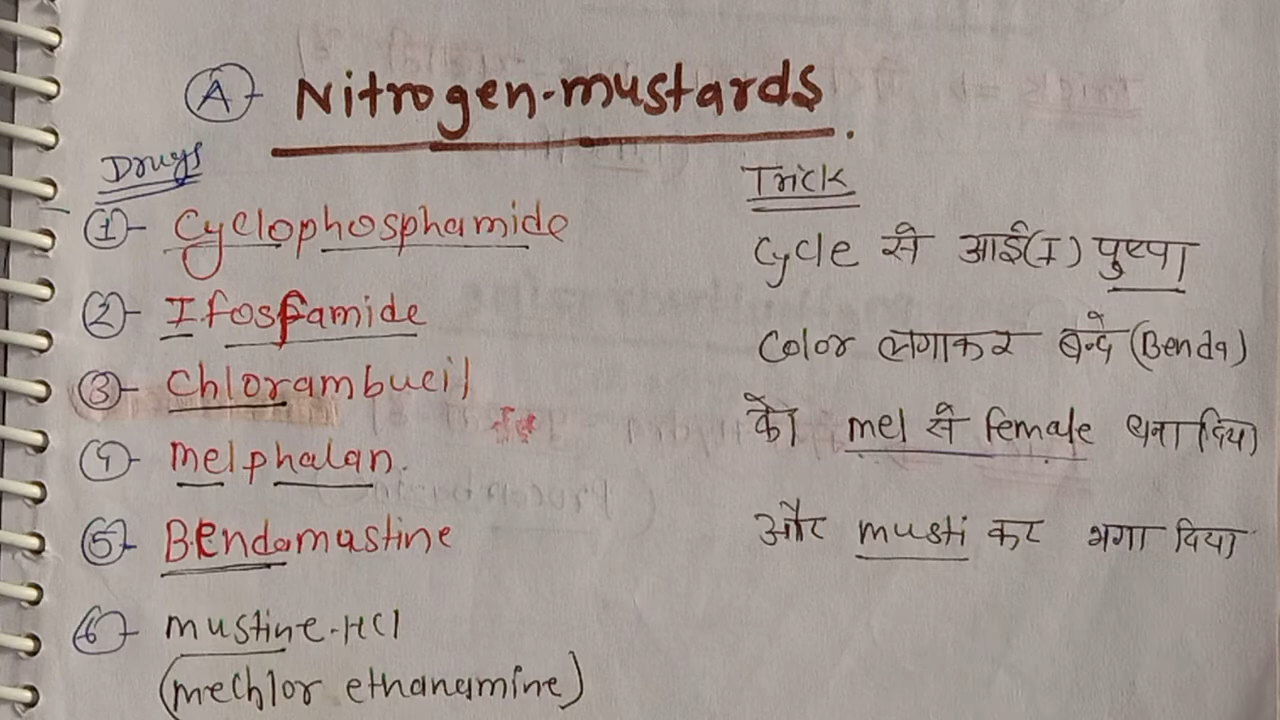 A- Nitrogen-mustards.
Drugs
1- Cyclophosphamide
2- Ifosfamide
3- Chlorambucil
4- melphalan.
5- Bendamustine
6- mustine-HCl
(mechlor ethanamine)
Trick
Cycle से आई(I) पुष्पा
Color लगाकर बन्दे (Benda)
को mel से female बना दिया
और musti कर भगा दिया